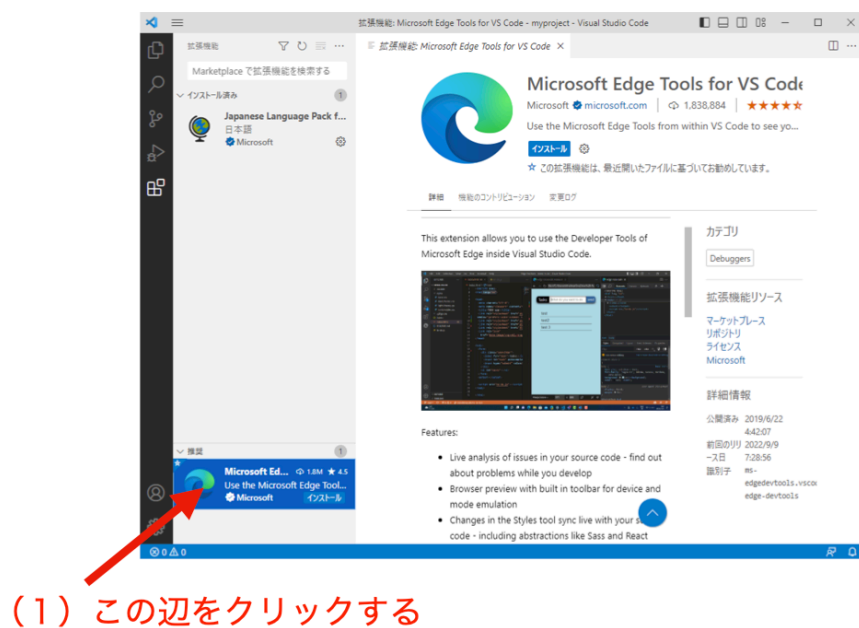 拡張機能: Microsoft Edge Tools for VS Code - myproject - Visual Studio Code
拡張機能
拡張機能: Microsoft Edge Tools for VS Code
Marketplace で拡張機能を検索する
インストール済み 1
Japanese Language Pack f...
日本語
Microsoft
Microsoft Edge Tools for VS Code
Microsoft microsoft.com 1,838,884
Use the Microsoft Edge Tools from within VS Code to see yo...
インストール
この拡張機能は、最近開いたファイルに基づいてお勧めしています。
詳細 機能のコントリビューション 変更ログ
This extension allows you to use the Developer Tools of
Microsoft Edge inside Visual Studio Code.
Features:
Live analysis of issues in your source code - find out
about problems while you develop
Browser preview with built in toolbar for device and
mode emulation
Changes in the Styles tool sync live with your
code - including abstractions like Sass and React
カテゴリ
Debuggers
拡張機能リソース
マーケットプレース
リポジトリ
ライセンス
Microsoft
詳細情報
公開済み 2019/6/22
4:42:07
前回のリリ 2022/9/9
ース日 7:28:56
識別子 ms-
edgedevtools.vsco
edge-devtools
推奨 1
Microsoft Ed... 1.8M 4.5
Use the Microsoft Edge Tool...
Microsoft インストール
0 0
（１）この辺をクリックする